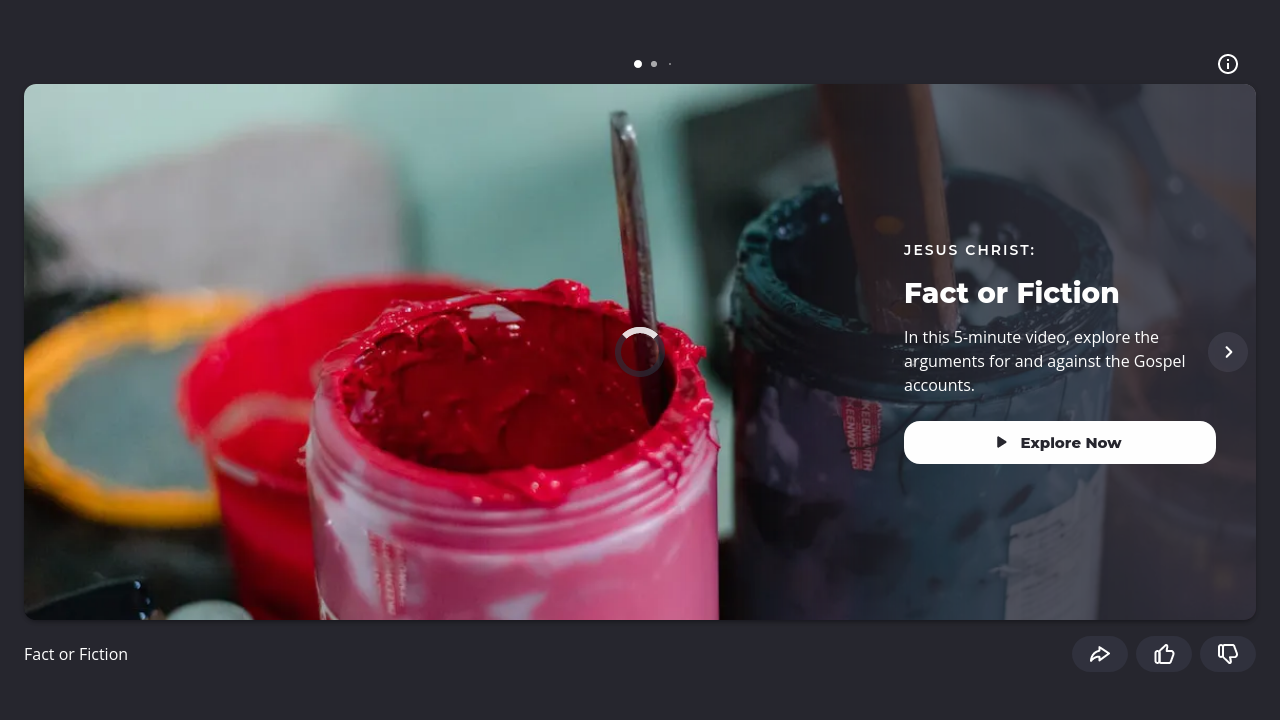 JESUS CHRIST:
Fact or Fiction
In this 5-minute video, explore the
arguments for and against the Gospel
accounts.
Explore Now
Fact or Fiction